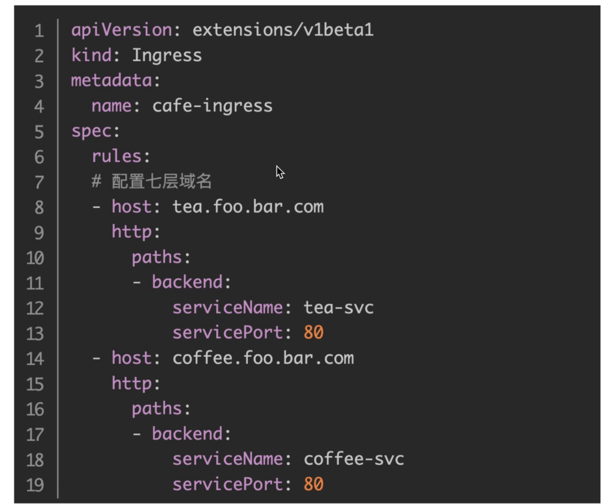 1 apiVersion: extensions/v1beta1
2 kind: Ingress
3 metadata:
4   name: cafe-ingress
5 spec:
6   rules:
7   # 配置七层域名
8   - host: tea.foo.bar.com
9     http:
10       paths:
11       - backend:
12           serviceName: tea-svc
13           servicePort: 80
14   - host: coffee.foo.bar.com
15     http:
16       paths:
17       - backend:
18           serviceName: coffee-svc
19           servicePort: 80